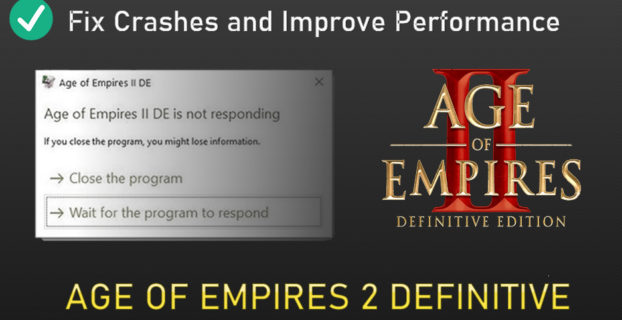 Fix Crashes and Improve Performance
Age of Empires II DE
Age of Empires II DE is not responding
If you close the program, you might lose information.
→ Close the program
→ Wait for the program to respond
II
AGE
OF
EMPIRES
DEFINITIVE EDITION
AGE OF EMPIRES 2 DEFINITIVE